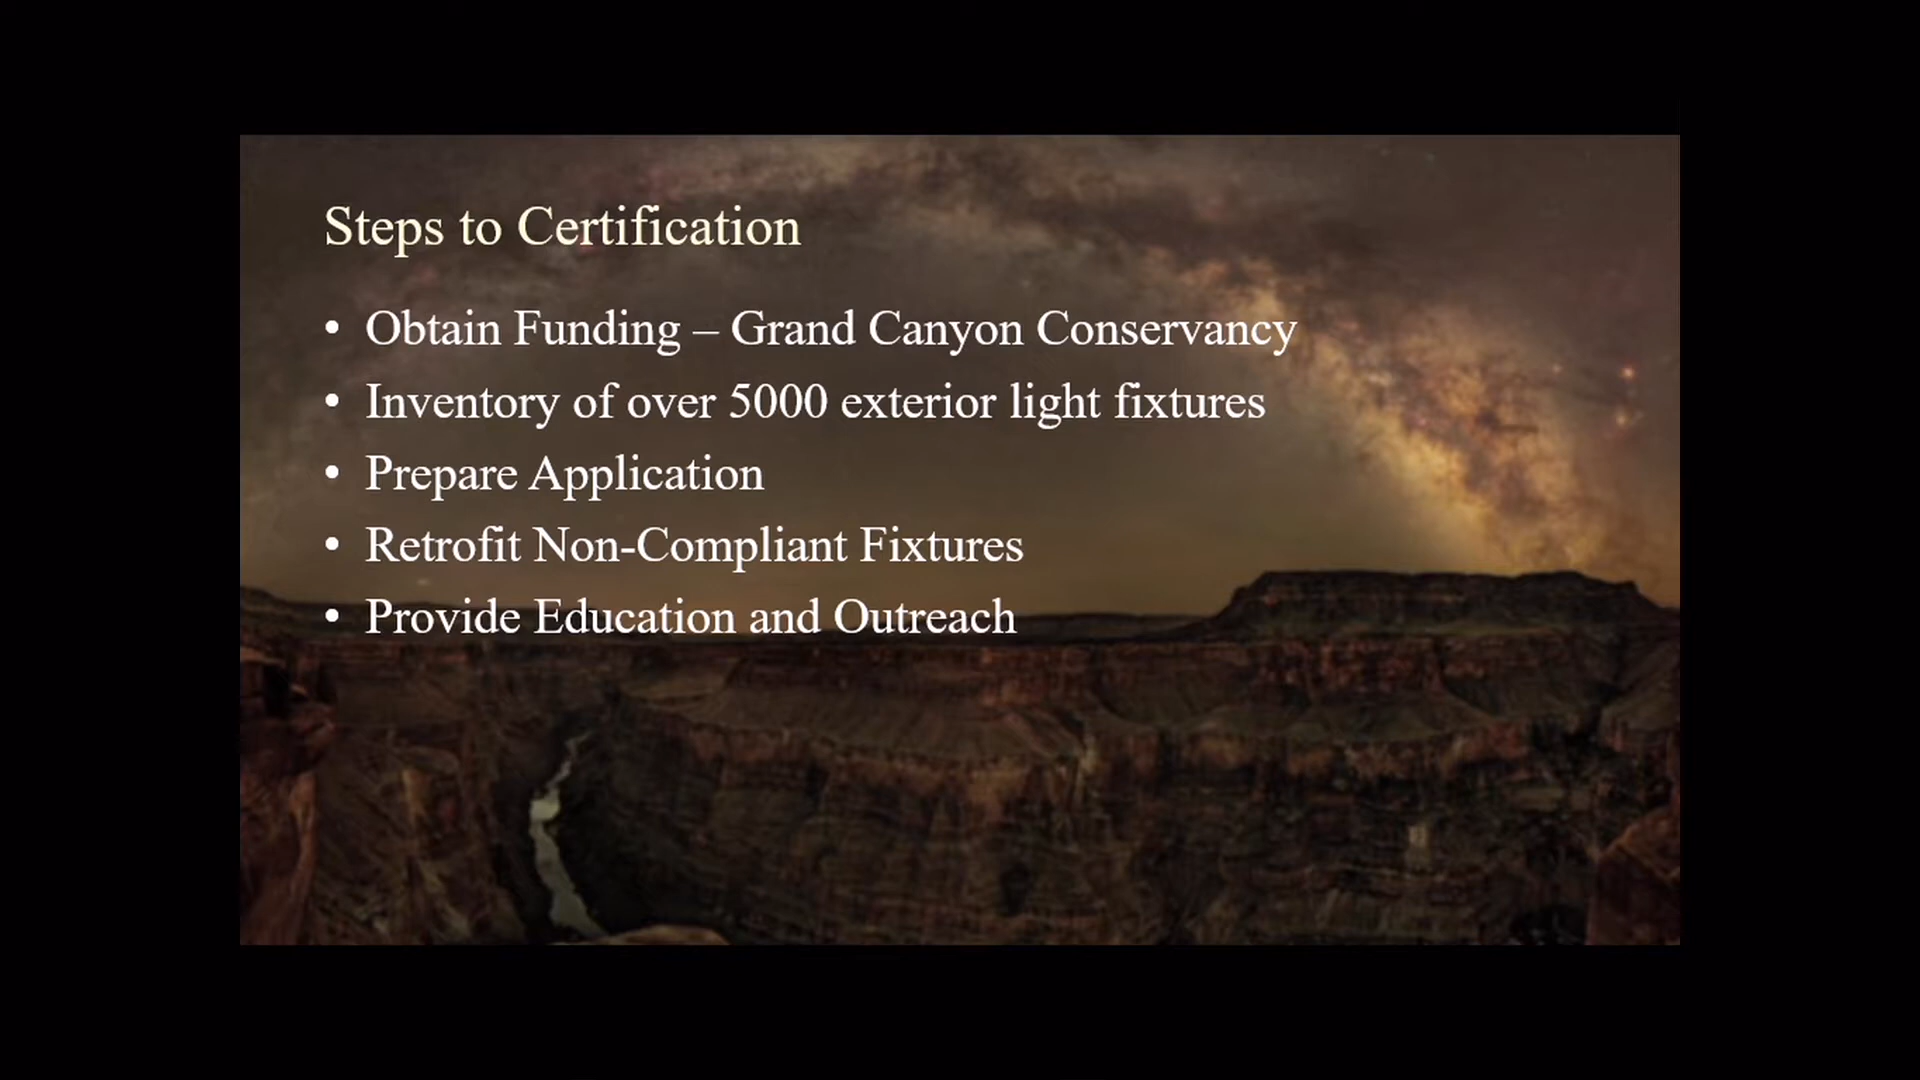 Steps to Certification
• Obtain Funding – Grand Canyon Conservancy
• Inventory of over 5000 exterior light fixtures
• Prepare Application
• Retrofit Non-Compliant Fixtures
• Provide Education and Outreach